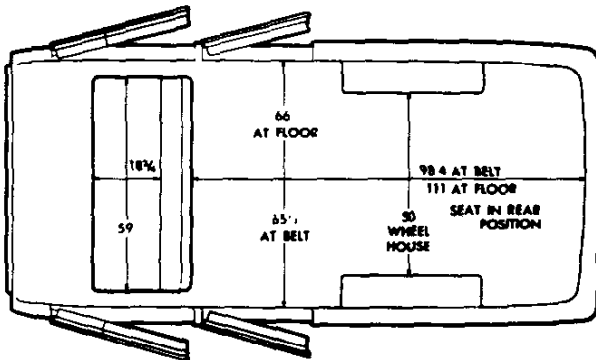 66
AT FLOOR
18¾
98.4 AT BELT
111 AT FLOOR
SEAT IN REAR
POSITION
59
AT BELT
50
WHEEL
HOUSE